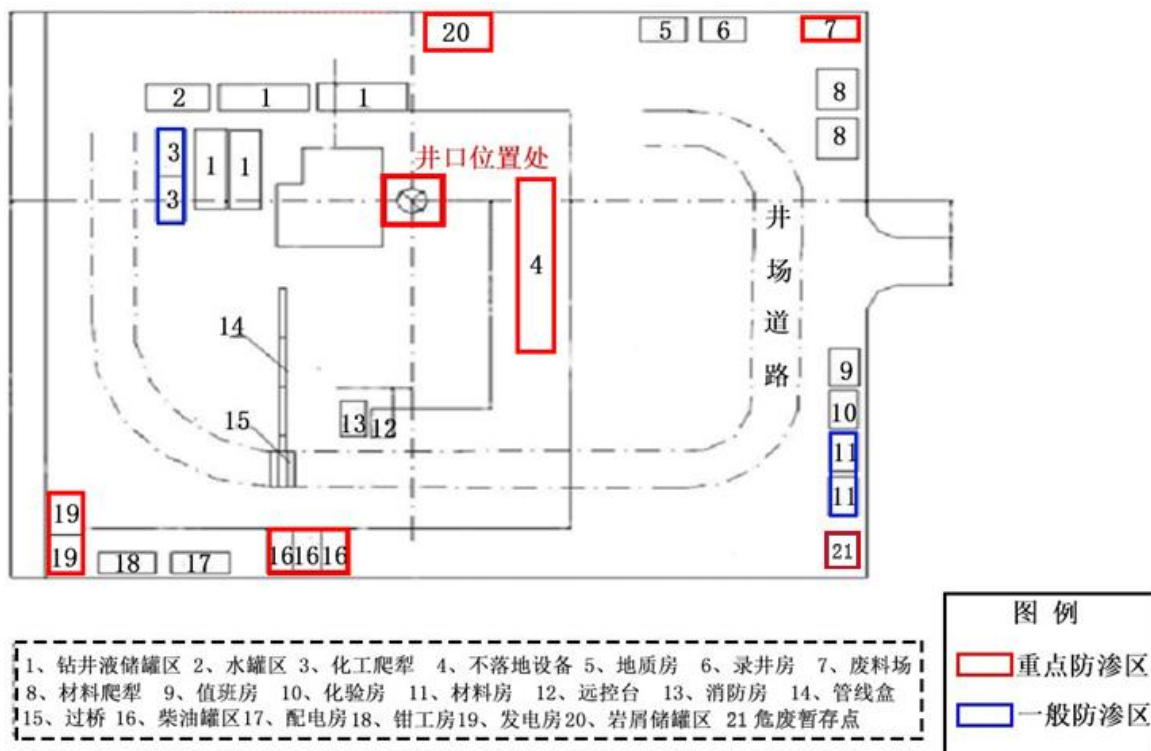 20
5 6
7
2 1 1
8
8
3
3
1 1
井口位置处
4
井场道路
14
15
13 12
9
10
11
11
19
19
18 17
16 16 16
21
图 例
重点防渗区
一般防渗区
1、钻井液储罐区 2、水罐区 3、化工爬犁 4、不落地设备 5、地质房 6、录井房 7、废料场
8、材料爬犁 9、值班房 10、化验房 11、材料房 12、远控台 13、消防房 14、管线盒
15、过桥 16、柴油罐区17、配电房18、钳工房19、发电房20、岩屑储罐区 21 危废暂存点